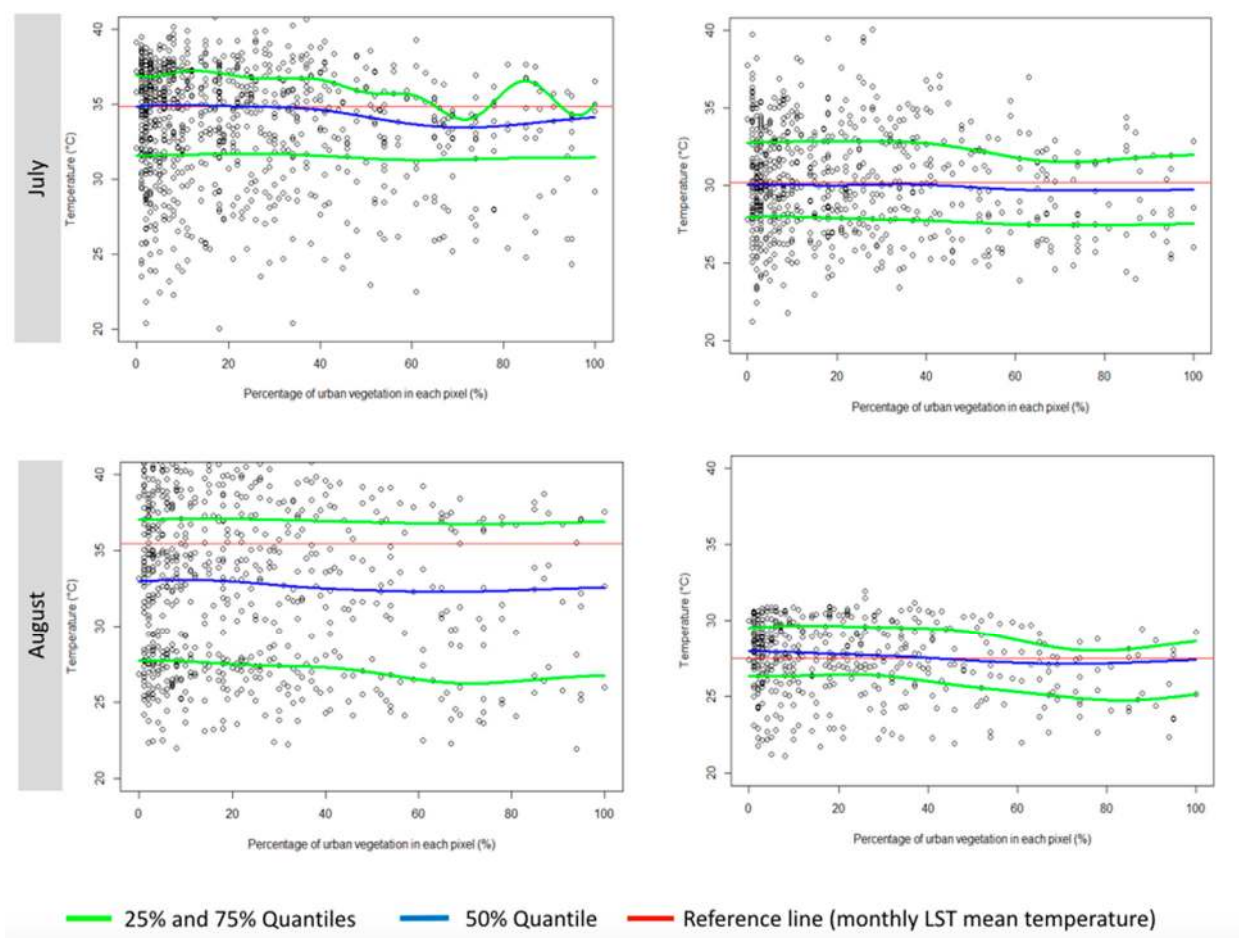 July
Temperature (°C)
40
35
30
25
20
0 20 40 60 80 100
Percentage of urban vegetation in each pixel (%)
Temperature (°C)
40
35
30
25
20
0 20 40 60 80 100
Percentage of urban vegetation in each pixel (%)
August
Temperature (°C)
40
35
30
25
20
0 20 40 60 80 100
Percentage of urban vegetation in each pixel (%)
Temperature (°C)
40
35
30
25
20
0 20 40 60 80 100
Percentage of urban vegetation in each pixel (%)
25% and 75% Quantiles 50% Quantile Reference line (monthly LST mean temperature)